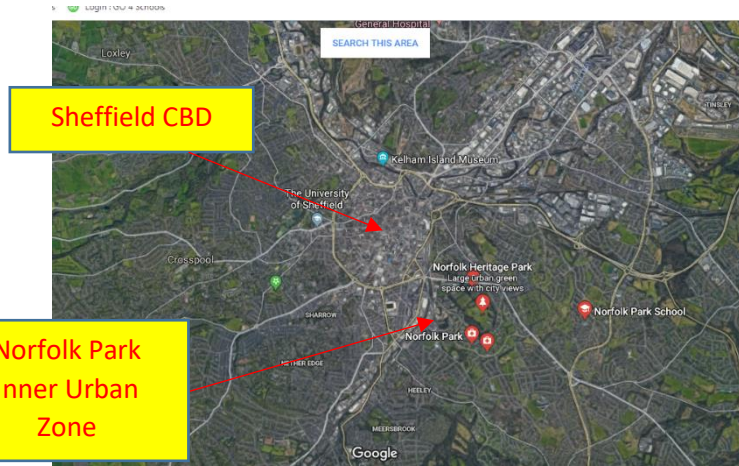 Login : GO 4 Schools
General Hospital
SEARCH THIS AREA
Loxley
TINSLEY
Sheffield CBD
Kelham Island Museum
The University
of Sheffield
Crosspool
Norfolk Heritage Park
Large urban green
space with city views
SHARROW
Norfolk Park School
Norfolk Park
Norfolk Park
Inner Urban
Zone
NETHER EDGE
HEELEY
MEERSBROOK
Google